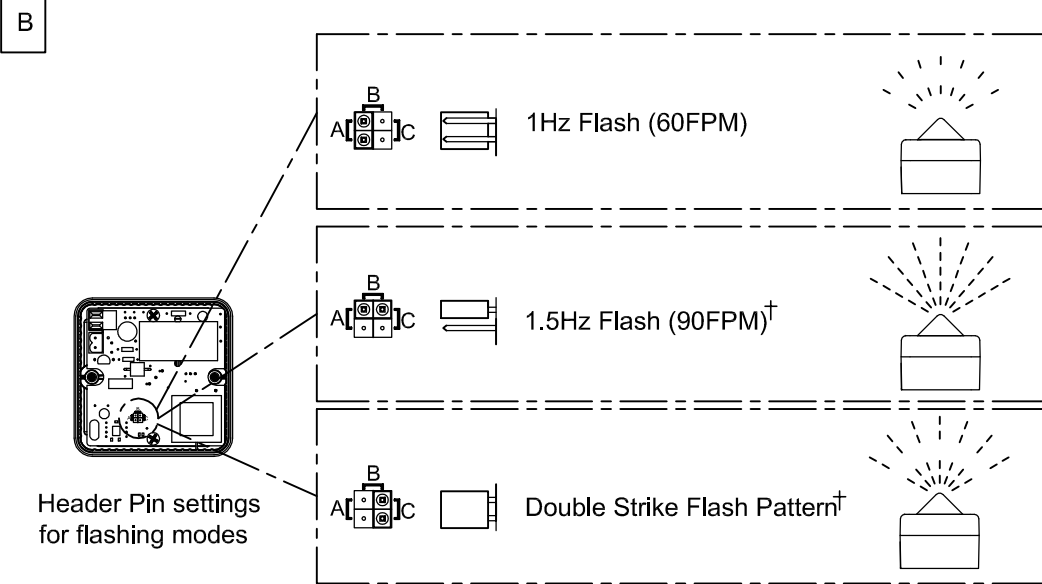 B
B
A C
1Hz Flash (60FPM)
B
A C
1.5Hz Flash (90FPM)†
B
A C
Double Strike Flash Pattern†
Header Pin settings
for flashing modes